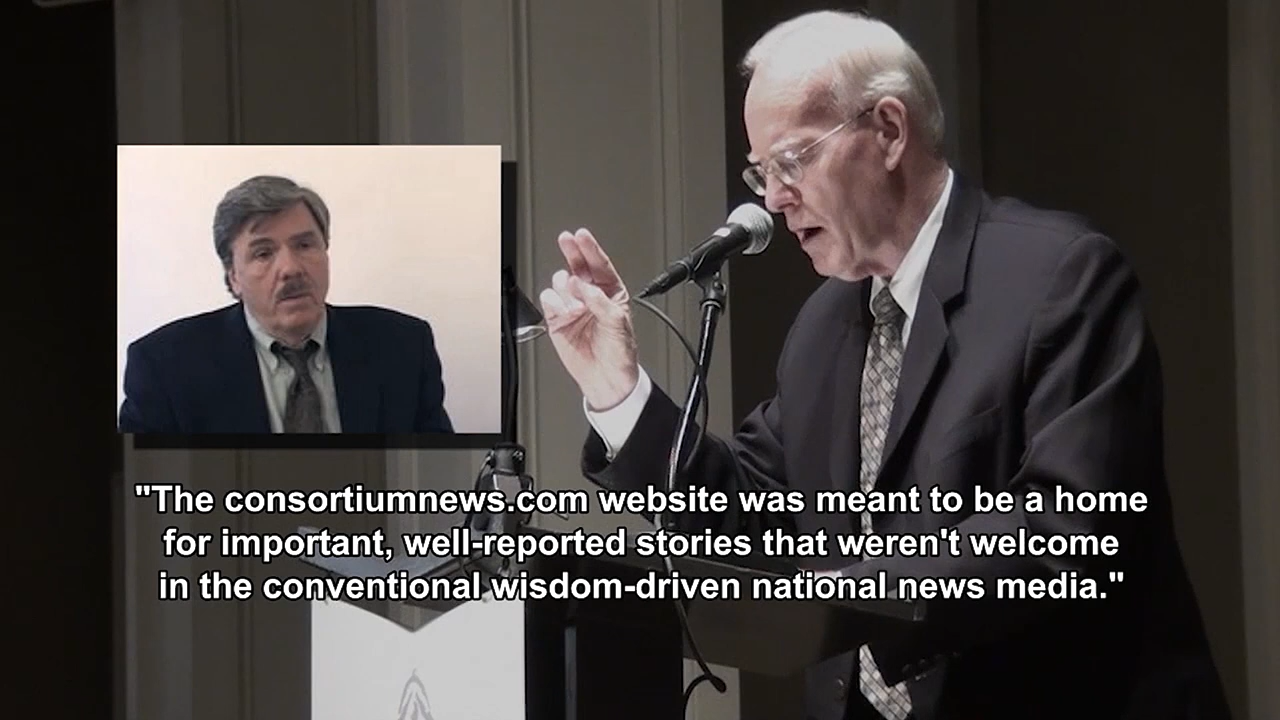 "The consortiumnews.com website was meant to be a home
for important, well-reported stories that weren't welcome
in the conventional wisdom-driven national news media."